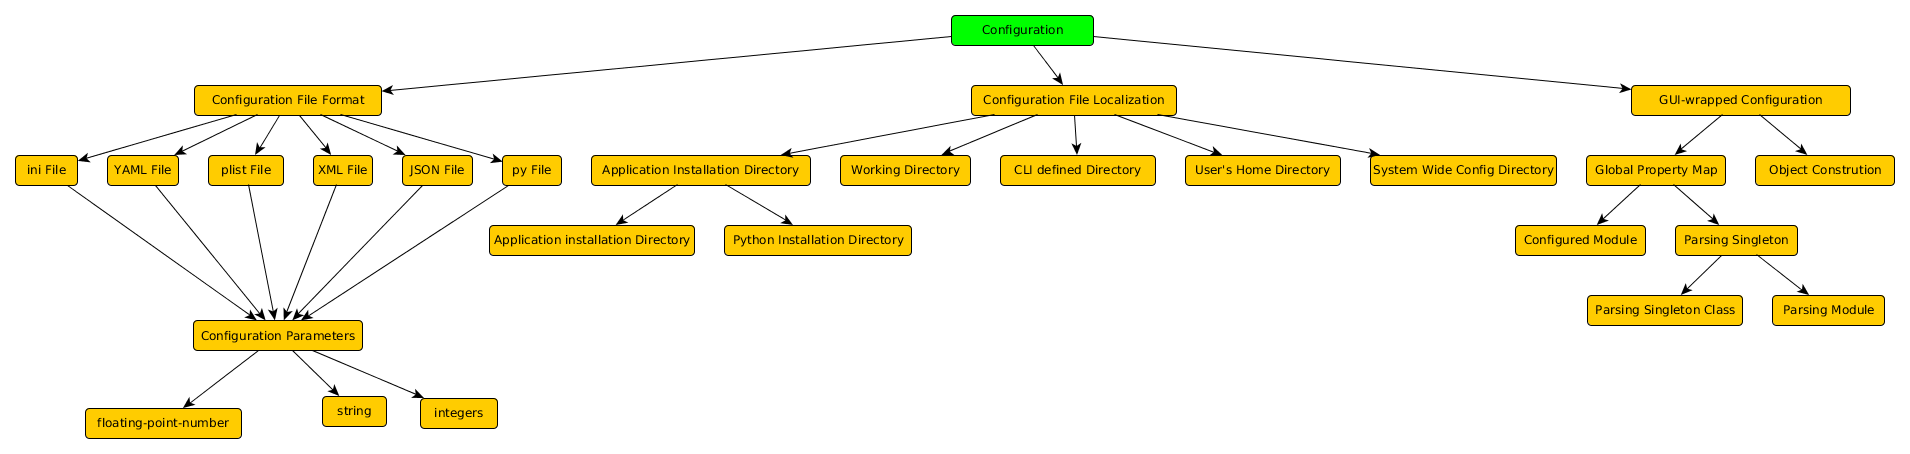 Configuration
Configuration File Format
Configuration File Localization
GUI-wrapped Configuration
ini File
YAML File
plist File
XML File
JSON File
py File
Application Installation Directory
Working Directory
CLI defined Directory
User's Home Directory
System Wide Config Directory
Global Property Map
Object Constrution
Application installation Directory
Python Installation Directory
Configured Module
Parsing Singleton
Parsing Singleton Class
Parsing Module
Configuration Parameters
floating-point-number
string
integers